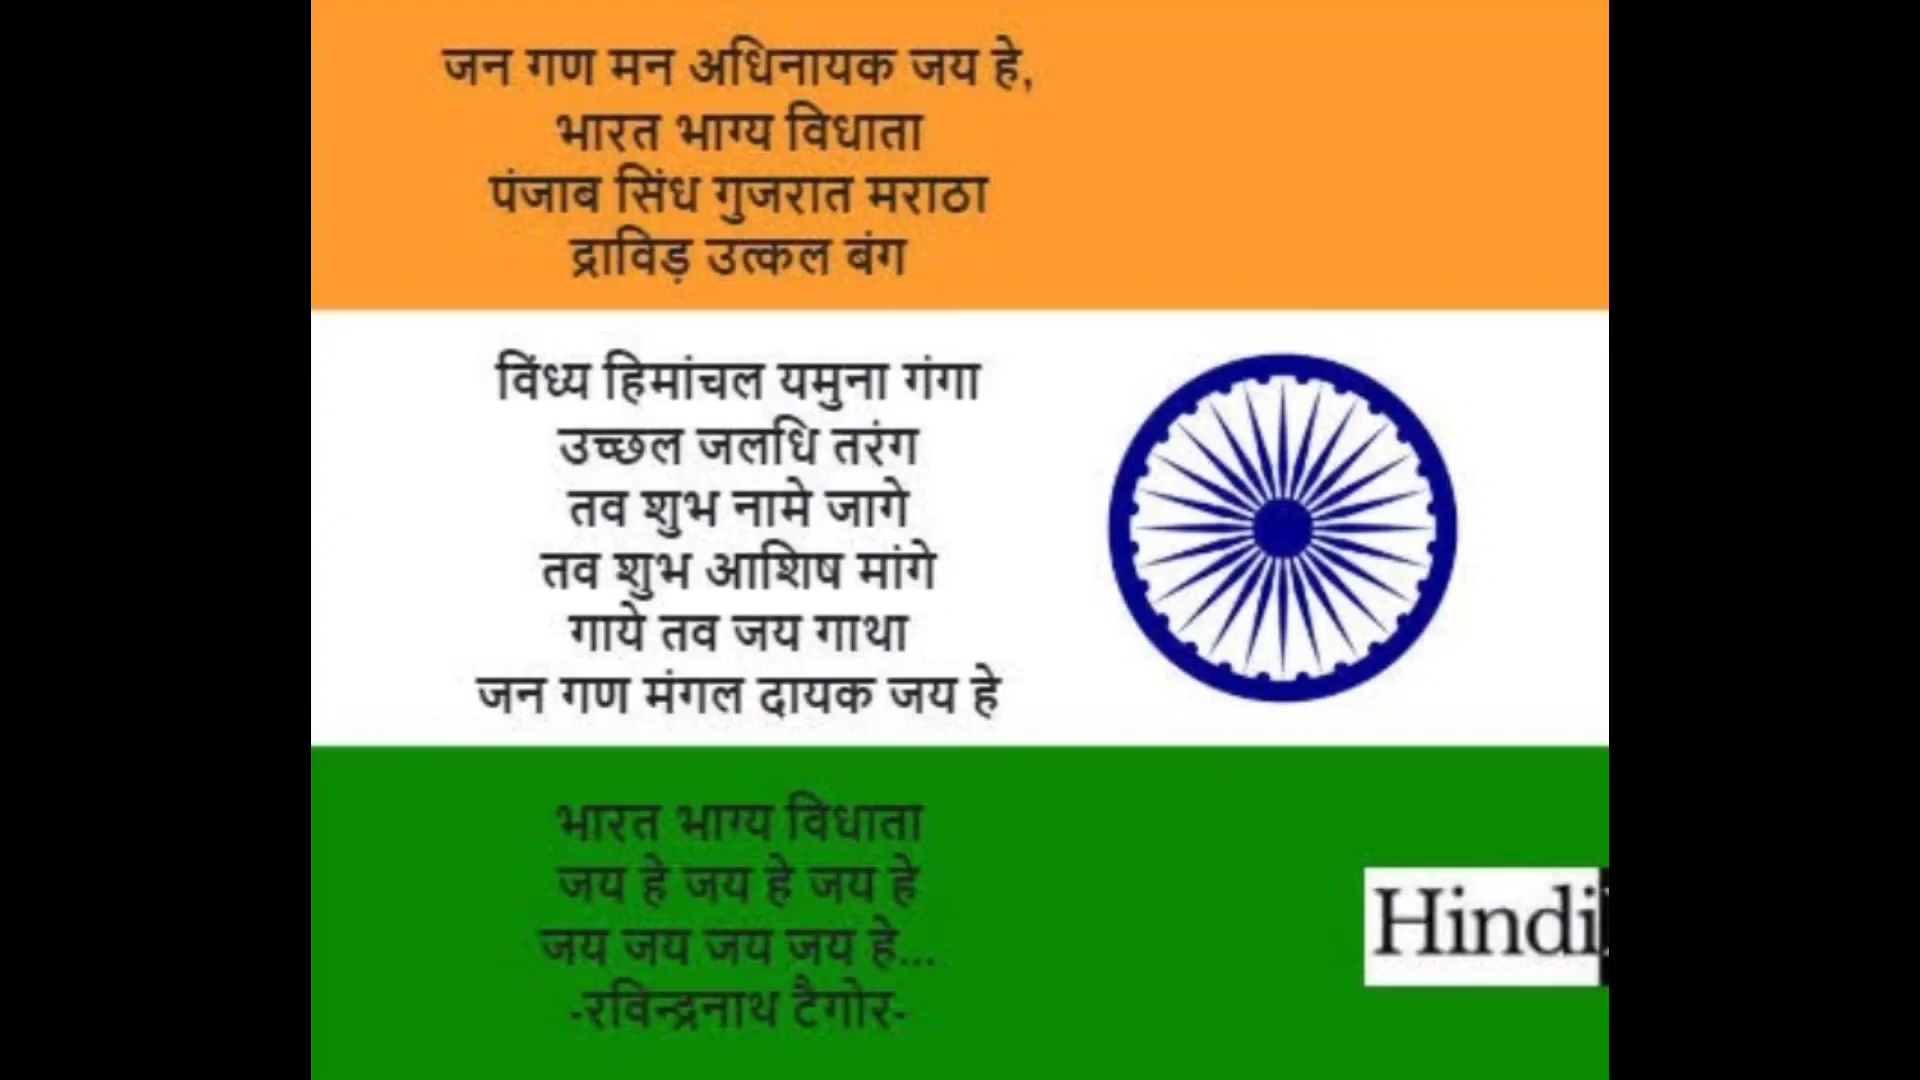 जन गण मन अधिनायक जय हे,
भारत भाग्य विधाता
पंजाब सिंध गुजरात मराठा
द्राविड़ उत्कल बंग
विंध्य हिमांचल यमुना गंगा
उच्छल जलधि तरंग
तव शुभ नामे जागे
तव शुभ आशिष मांगे
गाये तव जय गाथा
जन गण मंगल दायक जय हे
भारत भाग्य विधाता
जय हे जय हे जय हे
जय जय जय जय हे...
-रविन्द्रनाथ टैगोर-
Hindi